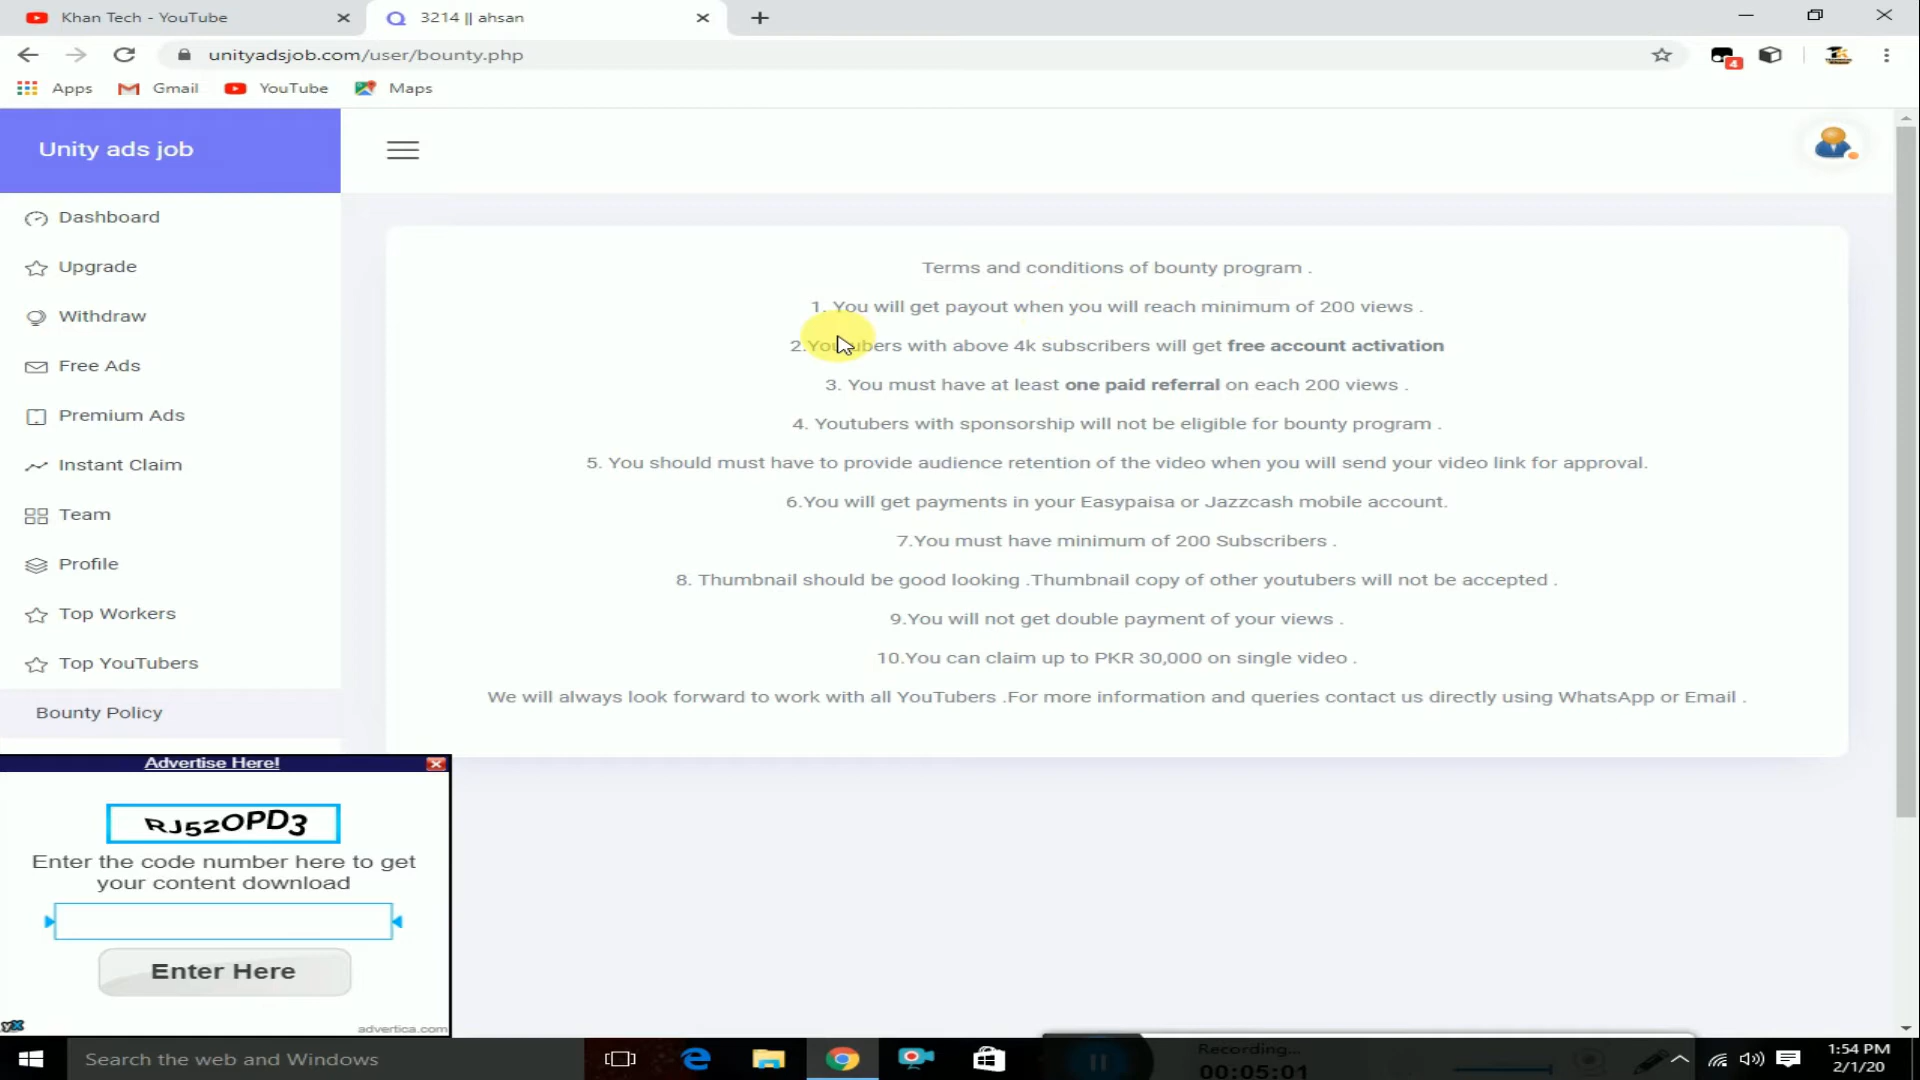 Khan Tech - YouTube
3214 || ahsan
unityadsjob.com/user/bounty.php
4
Apps
Gmail
YouTube
Maps
Unity ads job
Dashboard
Upgrade
Withdraw
Free Ads
Premium Ads
Instant Claim
Team
Profile
Top Workers
Top YouTubers
Bounty Policy
Terms and conditions of bounty program .
1. You will get payout when you will reach minimum of 200 views .
2.Youtubers with above 4k subscribers will get free account activation
3. You must have at least one paid referral on each 200 views .
4. Youtubers with sponsorship will not be eligible for bounty program .
5. You should must have to provide audience retention of the video when you will send your video link for approval.
6.You will get payments in your Easypaisa or Jazzcash mobile account.
7.You must have minimum of 200 Subscribers .
8. Thumbnail should be good looking .Thumbnail copy of other youtubers will not be accepted .
9.You will not get double payment of your views .
10.You can claim up to PKR 30,000 on single video .
We will always look forward to work with all YouTubers .For more information and queries contact us directly using WhatsApp or Email .
Advertise Here!
RJ52OPD3
Enter the code number here to get
your content download
Enter Here
advertica.com
Search the web and Windows
Recording...
00:05:01
1:54 PM
2/1/20